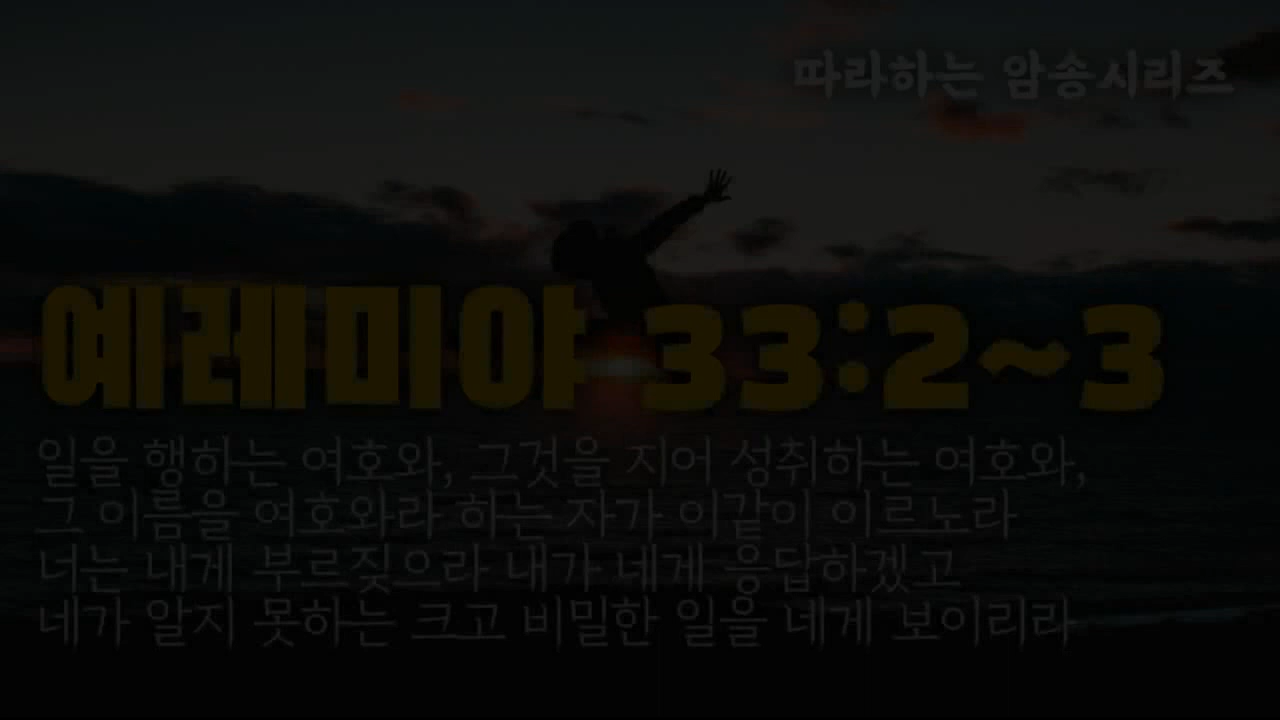 따라하는 암송시리즈
예레미야 33:2~3
일을 행하는 여호와, 그것을 지어 성취하는 여호와,
그 이름을 여호와라 하는 자가 이같이 이르노라
너는 내게 부르짖으라 내가 네게 응답하겠고
네가 알지 못하는 크고 비밀한 일을 네게 보이리라